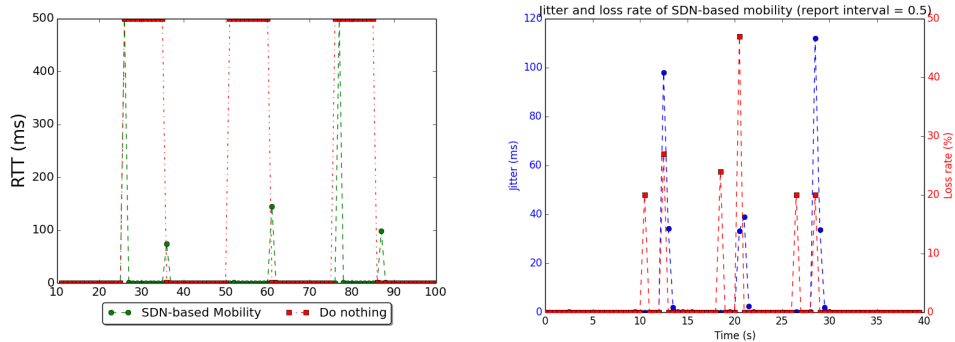 500
400
300
200
100
0
RTT (ms)
10 20 30 40 50 60 70 80 90 100
SDN-based Mobility Do nothing
Jitter and loss rate of SDN-based mobility (report interval = 0.5)
120
100
80
60
40
20
0
Jitter (ms)
50
40
30
20
10
0
Loss rate (%)
0 5 10 15 20 25 30 35 40
Time (s)